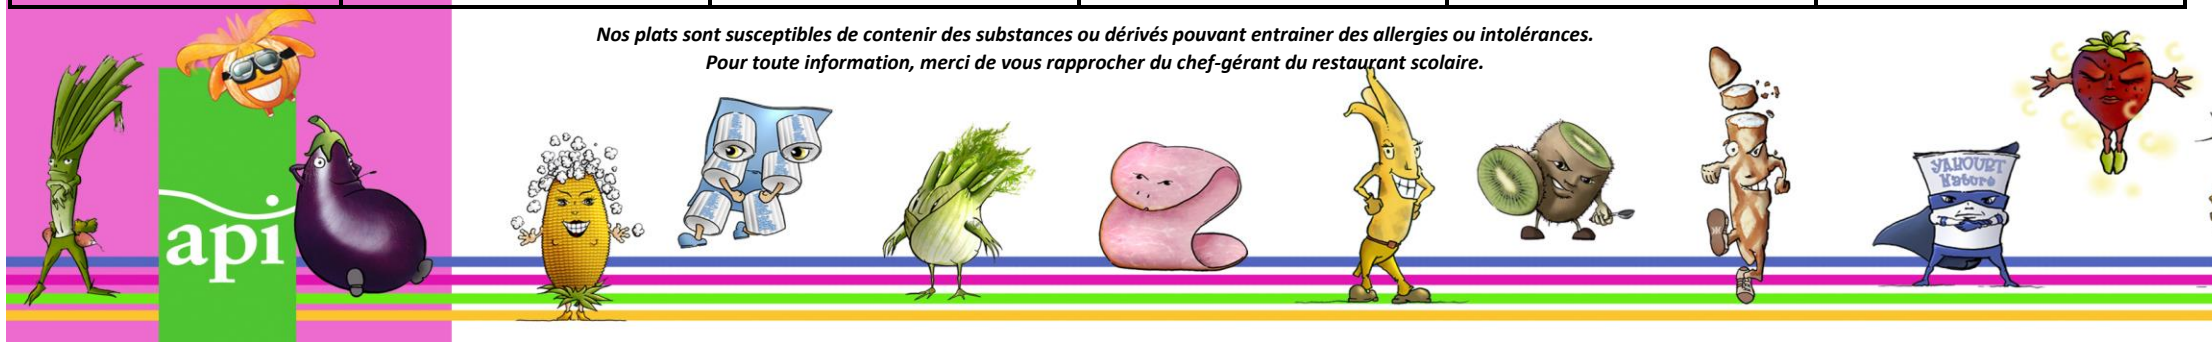 Nos plats sont susceptibles de contenir des substances ou dérivés pouvant entrainer des allergies ou intolérances.
Pour toute information, merci de vous rapprocher du chef-gérant du restaurant scolaire.
api
YAHOURT
Nature